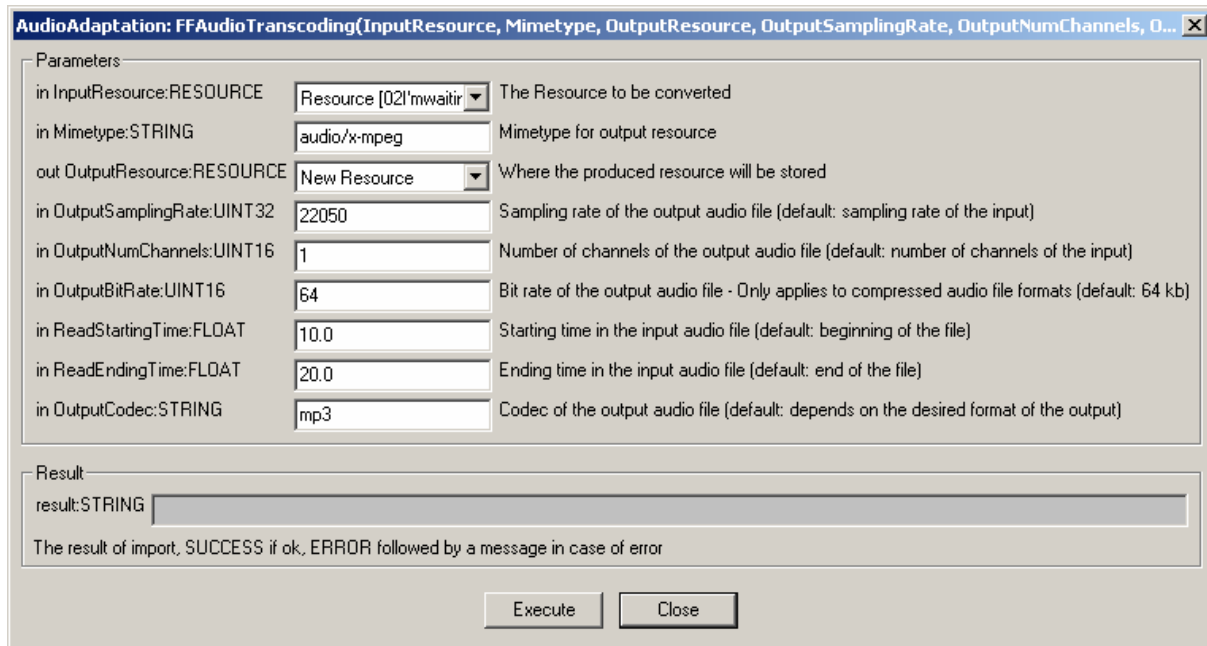 AudioAdaptation: FFAudioTranscoding(InputResource, Mimetype, OutputResource, OutputSamplingRate, OutputNumChannels, O...
Parameters
in InputResource:RESOURCE Resource [02I'mwaitin The Resource to be converted
in Mimetype:STRING audio/x-mpeg Mimetype for output resource
out OutputResource:RESOURCE New Resource Where the produced resource will be stored
in OutputSamplingRate:UINT32 22050 Sampling rate of the output audio file (default: sampling rate of the input)
in OutputNumChannels:UINT16 1 Number of channels of the output audio file (default: number of channels of the input)
in OutputBitRate:UINT16 64 Bit rate of the output audio file - Only applies to compressed audio file formats (default: 64 kb)
in ReadStartingTime:FLOAT 10.0 Starting time in the input audio file (default: beginning of the file)
in ReadEndingTime:FLOAT 20.0 Ending time in the input audio file (default: end of the file)
in OutputCodec:STRING mp3 Codec of the output audio file (default: depends on the desired format of the output)
Result
result:STRING
The result of import, SUCCESS if ok, ERROR followed by a message in case of error
Execute Close